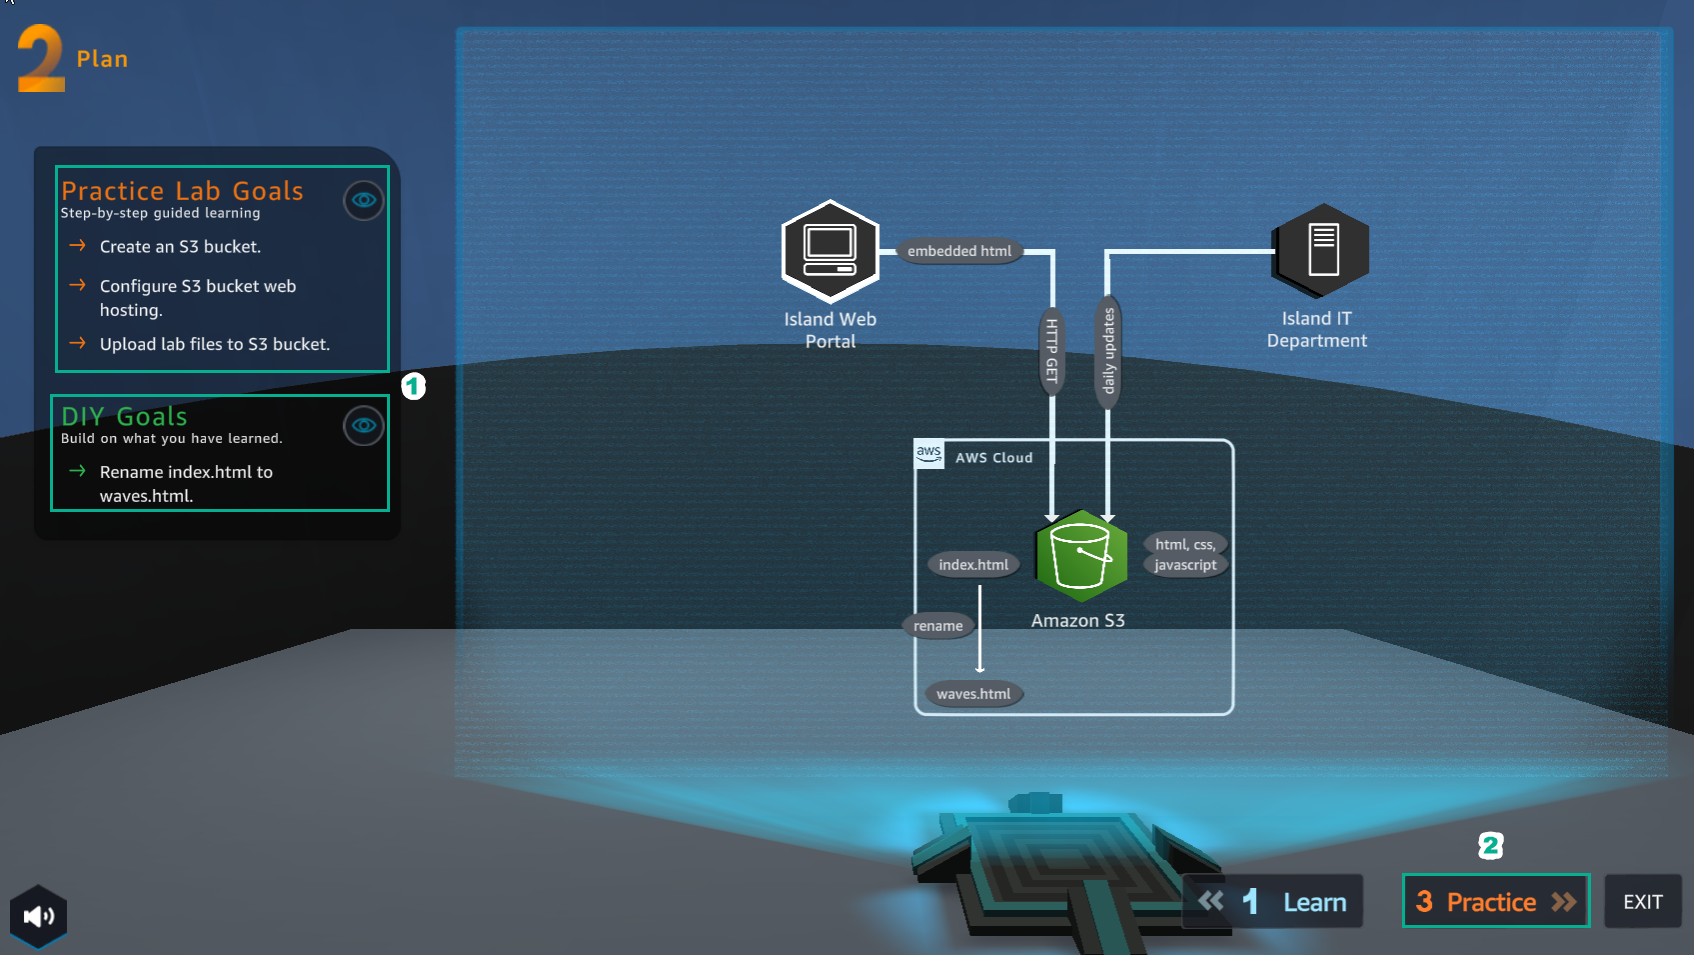 2 Plan
Practice Lab Goals
Step-by-step guided learning
→ Create an S3 bucket.
→ Configure S3 bucket web
hosting.
→ Upload lab files to S3 bucket.
1
DIY Goals
Build on what you have learned.
→ Rename index.html to
waves.html.
embedded html
Island Web
Portal
Island IT
Department
HTTP GET
daily updates
aws
AWS Cloud
html, css,
javascript
index.html
Amazon S3
rename
waves.html
2
« 1 Learn
3 Practice »
EXIT